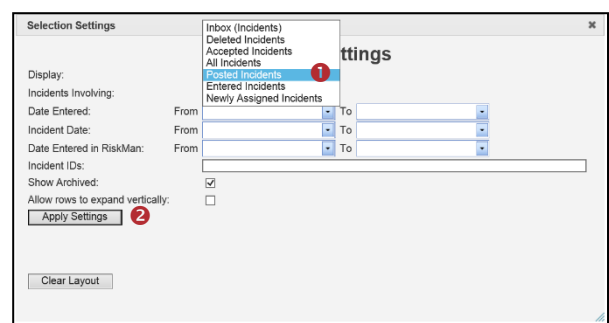 Selection Settings
Inbox (Incidents)
Deleted Incidents
Accepted Incidents
All Incidents
Posted Incidents 1
Entered Incidents
Newly Assigned Incidents
ttings
Display:
Incidents Involving:
Date Entered: From To
Incident Date: From To
Date Entered in RiskMan: From To
Incident IDs:
Show Archived:
Allow rows to expand vertically:
Apply Settings 2
Clear Layout